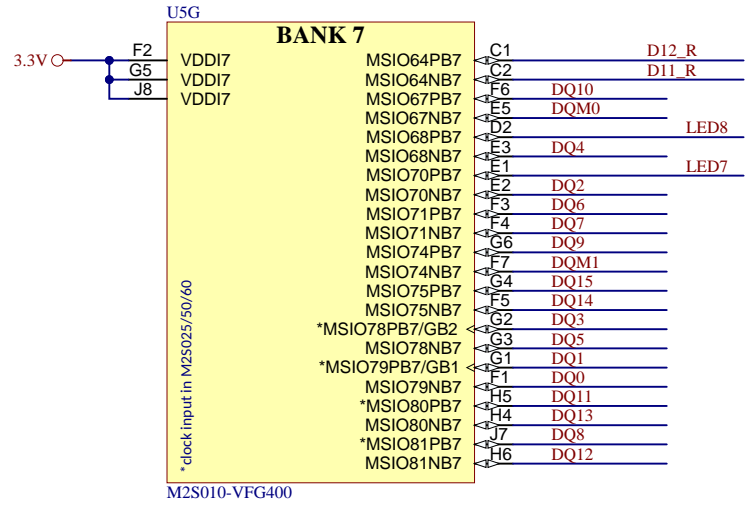 U5G
BANK 7
3.3V F2 VDDI7 MSIO64PB7 C1 D12_R
G5 VDDI7 MSIO64NB7 C2 D11_R
J8 VDDI7 MSIO67PB7 F6 DQ10
MSIO67NB7 E5 DQM0
MSIO68PB7 D2 LED8
MSIO68NB7 E3 DQ4
MSIO70PB7 E1 LED7
MSIO70NB7 E2 DQ2
MSIO71PB7 F3 DQ6
MSIO71NB7 F4 DQ7
MSIO74PB7 G6 DQ9
MSIO74NB7 F7 DQM1
MSIO75PB7 G4 DQ15
MSIO75NB7 F5 DQ14
*MSIO78PB7/GB2 G2 DQ3
MSIO78NB7 G3 DQ5
*MSIO79PB7/GB1 G1 DQ1
MSIO79NB7 F1 DQ0
*MSIO80PB7 H5 DQ11
MSIO80NB7 H4 DQ13
*MSIO81PB7 J7 DQ8
MSIO81NB7 H6 DQ12
*clock input in M2S025/50/60
M2S010-VFG400